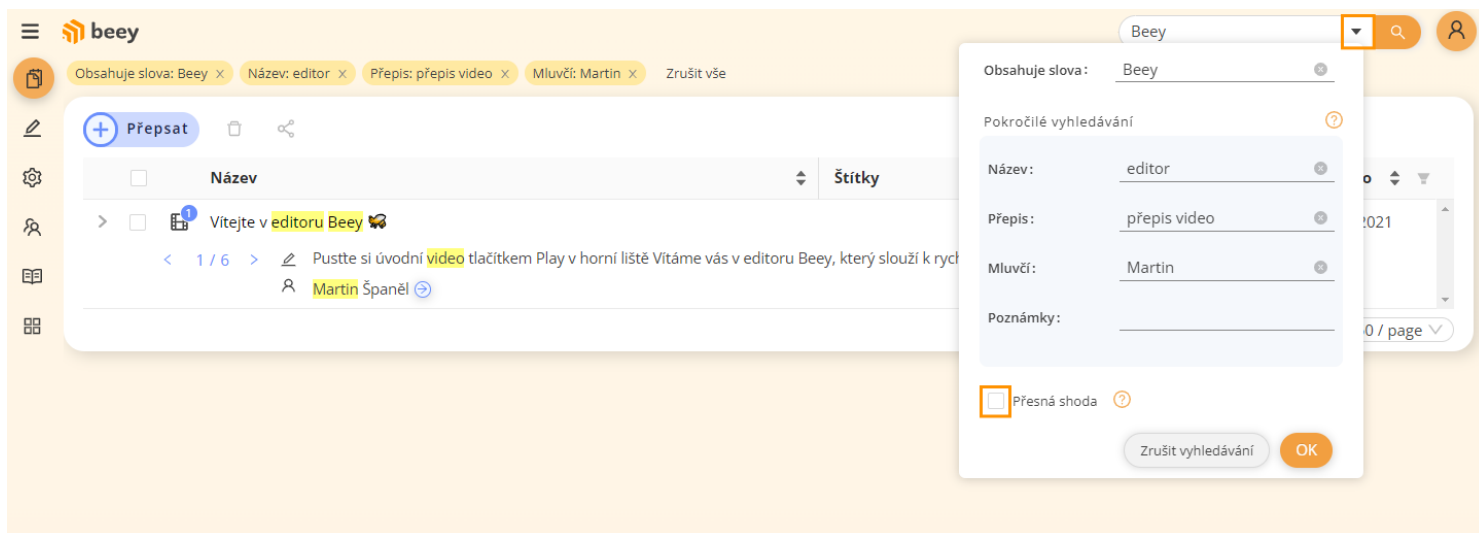 beey
Beey
Obsahuje slova: Beey × Název: editor × Přepis: přepis video × Mluvčí: Martin × Zrušit vše
Obsahuje slova: Beey
Přepsat
Pokročilé vyhledávání ?
Název Štítky
Název: editor
Vítejte v editoru Beey
1
2021
Přepis: přepis video
< 1 / 6 > Pusťte si úvodní video tlačítkem Play v horní liště Vítáme vás v editoru Beey, který slouží k rych
Martin Španěl
Mluvčí: Martin
Poznámky:
0 / page
Přesná shoda ?
Zrušit vyhledávání OK